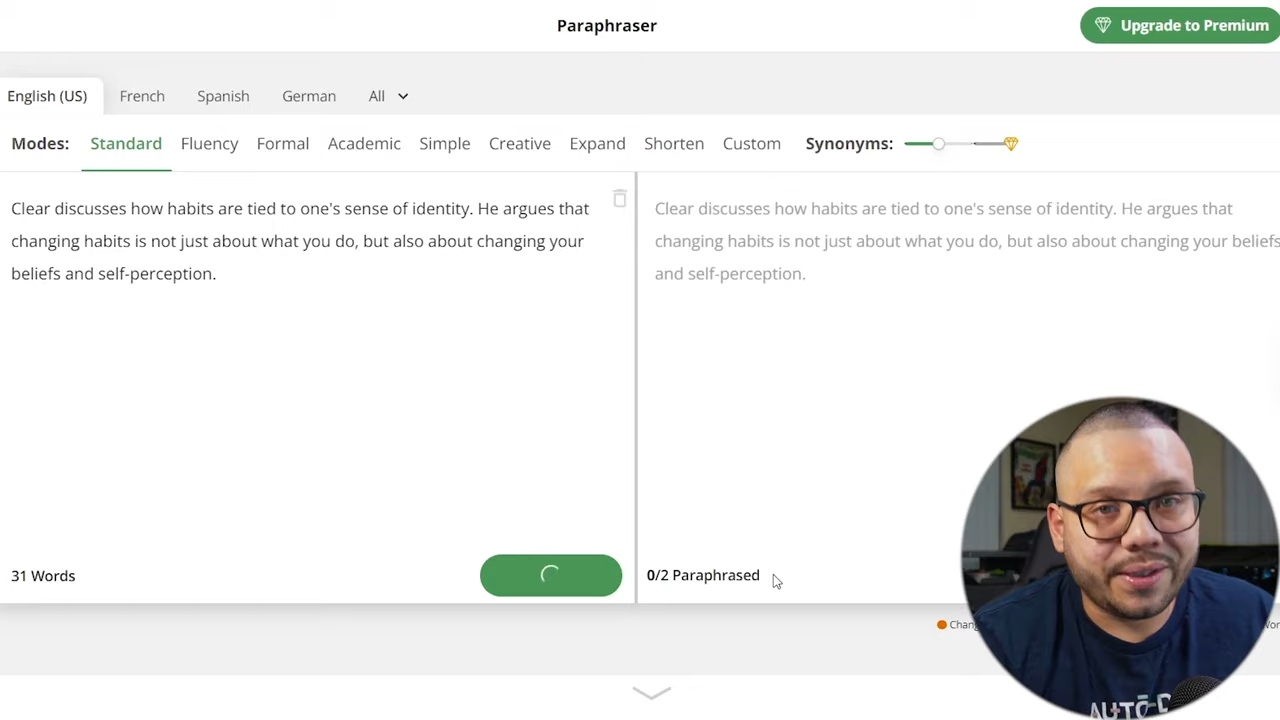 Paraphraser
Upgrade to Premium
English (US) French Spanish German All
Modes: Standard Fluency Formal Academic Simple Creative Expand Shorten Custom Synonyms:
Clear discusses how habits are tied to one's sense of identity. He argues that
changing habits is not just about what you do, but also about changing your
beliefs and self-perception.
Clear discusses how habits are tied to one's sense of identity. He argues that
changing habits is not just about what you do, but also about changing your beliefs
and self-perception.
31 Words
0/2 Paraphrased